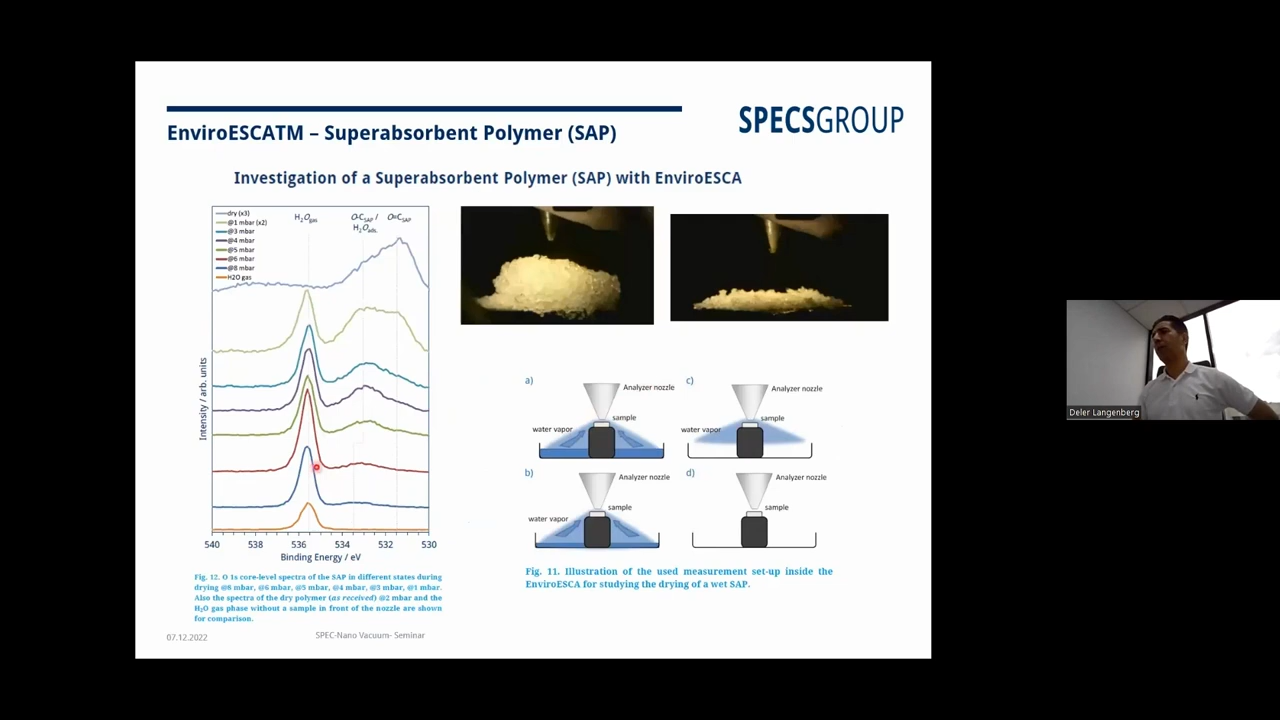 SPECSGROUP
EnviroESCATM – Superabsorbent Polymer (SAP)
Investigation of a Superabsorbent Polymer (SAP) with EnviroESCA
dry (x3)
@1 mbar (x2)
@3 mbar
@4 mbar
@5 mbar
@6 mbar
@8 mbar
H2O gas
H2Ogas
O-CSAP /
H2Oads.
O=CSAP
Intensity / arb. units
540 538 536 534 532 530
Binding Energy / eV
Fig. 12. O 1s core-level spectra of the SAP in different states during
drying @8 mbar, @6 mbar, @5 mbar, @4 mbar, @3 mbar, @1 mbar.
Also the spectra of the dry polymer (as received) @2 mbar and the
H2O gas phase without a sample in front of the nozzle are shown
for comparison.
a)
Analyzer nozzle
sample
water vapor
c)
Analyzer nozzle
sample
water vapor
b)
Analyzer nozzle
sample
water vapor
d)
Analyzer nozzle
sample
Fig. 11. Illustration of the used measurement set-up inside the
EnviroESCA for studying the drying of a wet SAP.
07.12.2022
SPEC-Nano Vacuum- Seminar
Deler Langenberg